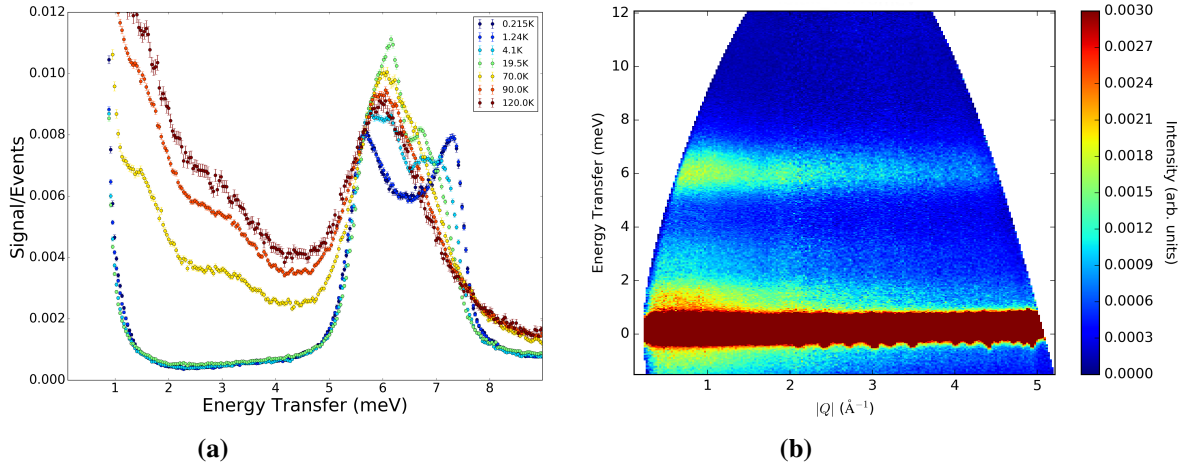 0.012
0.010
0.008
0.006
0.004
0.002
0.000
Signal/Events
1 2 3 4 5 6 7 8
Energy Transfer (meV)
0.215K
1.24K
4.1K
19.5K
70.0K
90.0K
120.0K
(a)
12
10
8
6
4
2
0
Energy Transfer (meV)
1 2 3 4 5
|Q| (Å⁻¹)
0.0030
0.0027
0.0024
0.0021
0.0018
0.0015
0.0012
0.0009
0.0006
0.0003
0.0000
Intensity (arb. units)
(b)